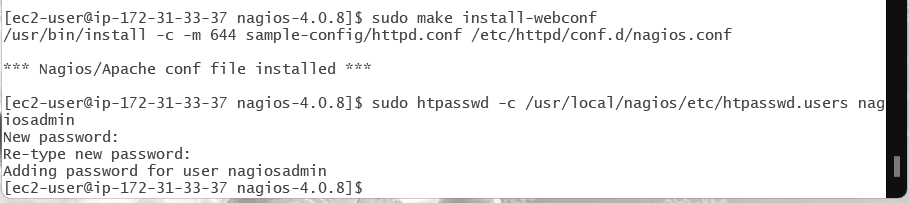 [ec2-user@ip-172-31-33-37 nagios-4.0.8]$ sudo make install-webconf
/usr/bin/install -c -m 644 sample-config/httpd.conf /etc/httpd/conf.d/nagios.conf
*** Nagios/Apache conf file installed ***
[ec2-user@ip-172-31-33-37 nagios-4.0.8]$ sudo htpasswd -c /usr/local/nagios/etc/htpasswd.users nag
iosadmin
New password:
Re-type new password:
Adding password for user nagiosadmin
[ec2-user@ip-172-31-33-37 nagios-4.0.8]$